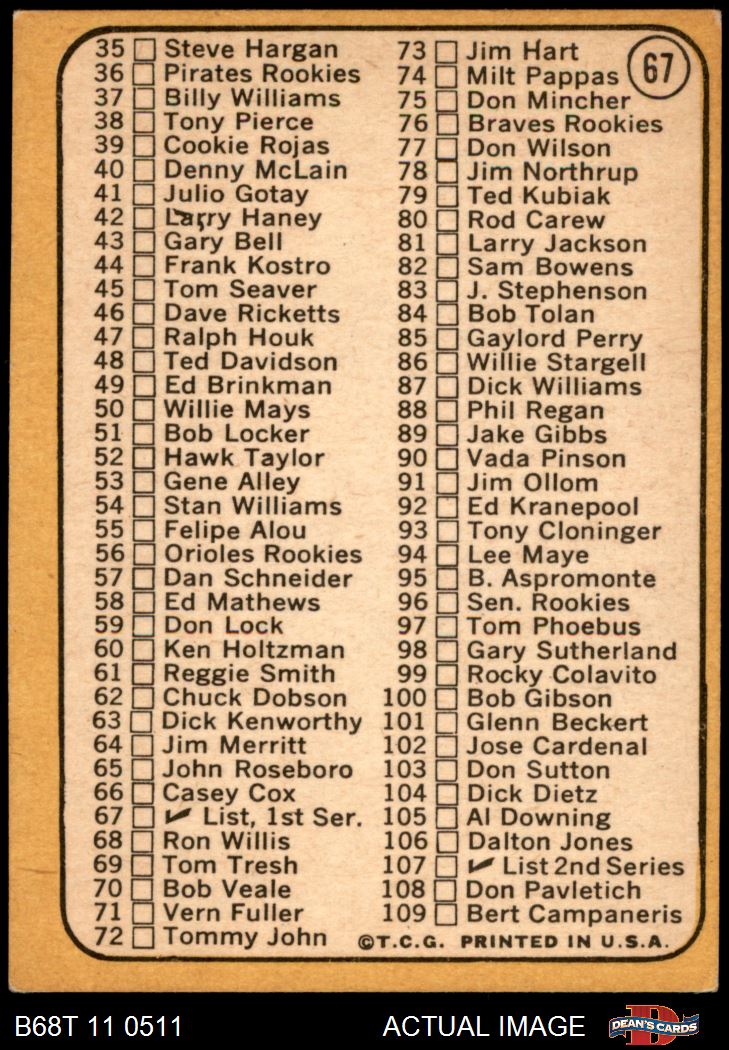 67
35 Steve Hargan
36 Pirates Rookies
37 Billy Williams
38 Tony Pierce
39 Cookie Rojas
40 Denny McLain
41 Julio Gotay
42 Larry Haney
43 Gary Bell
44 Frank Kostro
45 Tom Seaver
46 Dave Ricketts
47 Ralph Houk
48 Ted Davidson
49 Ed Brinkman
50 Willie Mays
51 Bob Locker
52 Hawk Taylor
53 Gene Alley
54 Stan Williams
55 Felipe Alou
56 Orioles Rookies
57 Dan Schneider
58 Ed Mathews
59 Don Lock
60 Ken Holtzman
61 Reggie Smith
62 Chuck Dobson
63 Dick Kenworthy
64 Jim Merritt
65 John Roseboro
66 Casey Cox
67 ✓ List, 1st Ser.
68 Ron Willis
69 Tom Tresh
70 Bob Veale
71 Vern Fuller
72 Tommy John
73 Jim Hart
74 Milt Pappas
75 Don Mincher
76 Braves Rookies
77 Don Wilson
78 Jim Northrup
79 Ted Kubiak
80 Rod Carew
81 Larry Jackson
82 Sam Bowens
83 J. Stephenson
84 Bob Tolan
85 Gaylord Perry
86 Willie Stargell
87 Dick Williams
88 Phil Regan
89 Jake Gibbs
90 Vada Pinson
91 Jim Ollom
92 Ed Kranepool
93 Tony Cloninger
94 Lee Maye
95 B. Aspromonte
96 Sen. Rookies
97 Tom Phoebus
98 Gary Sutherland
99 Rocky Colavito
100 Bob Gibson
101 Glenn Beckert
102 Jose Cardenal
103 Don Sutton
104 Dick Dietz
105 Al Downing
106 Dalton Jones
107 ✓ List 2nd Series
108 Don Pavletich
109 Bert Campaneris
©T.C.G. PRINTED IN U.S.A.
B68T 11 0511
ACTUAL IMAGE
DEAN'S CARDS